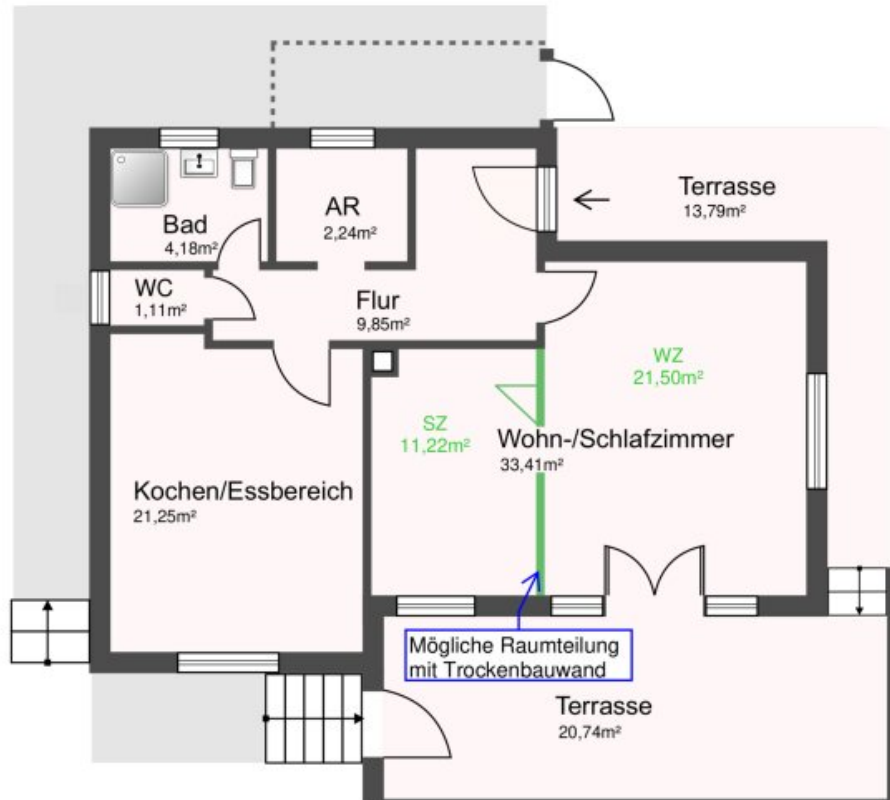 Terrasse
13,79m²
AR
2,24m²
Bad
4,18m²
WC
1,11m²
Flur
9,85m²
WZ
21,50m²
SZ
11,22m²
Wohn-/Schlafzimmer
33,41m²
Kochen/Essbereich
21,25m²
Mögliche Raumteilung
mit Trockenbauwand
Terrasse
20,74m²